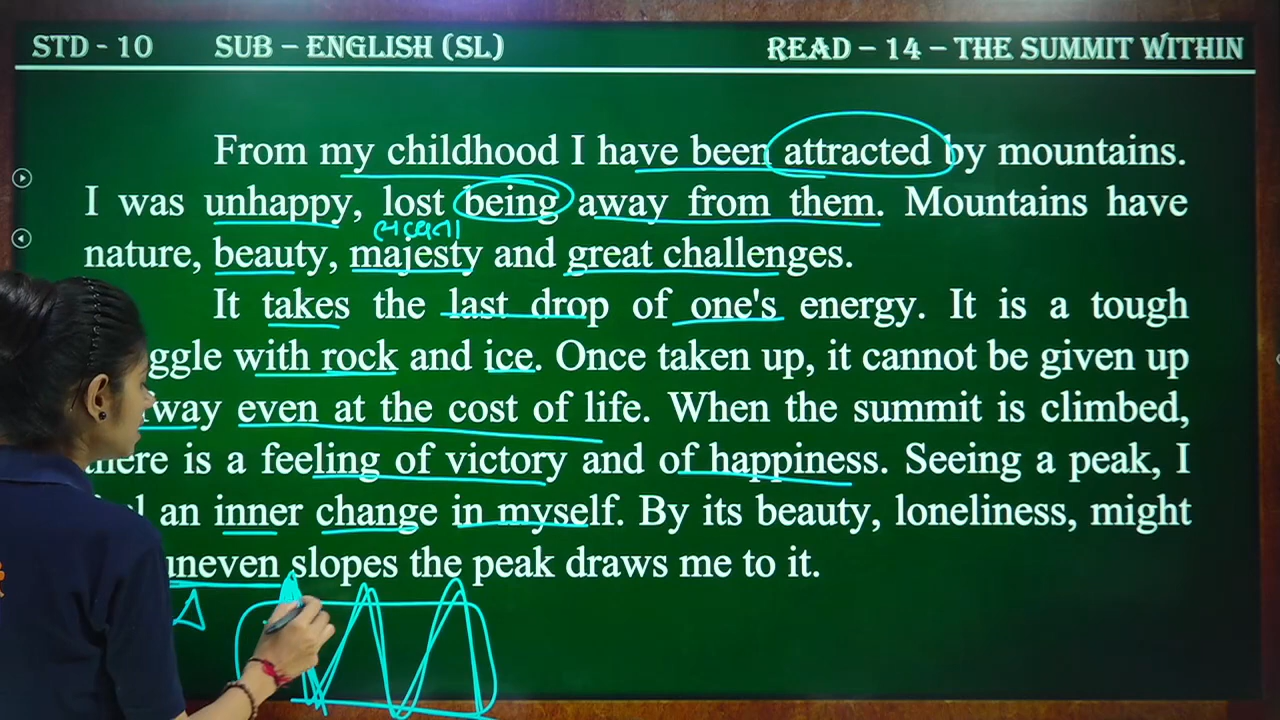 STD - 10 SUB – ENGLISH (SL) READ – 14 – THE SUMMIT WITHIN
From my childhood I have been attracted by mountains.
I was unhappy, lost being away from them. Mountains have
nature, beauty, majesty and great challenges.
It takes the last drop of one's energy. It is a tough
ggle with rock and ice. Once taken up, it cannot be given up
way even at the cost of life. When the summit is climbed,
there is a feeling of victory and of happiness. Seeing a peak, I
an inner change in myself. By its beauty, loneliness, might
uneven slopes the peak draws me to it.